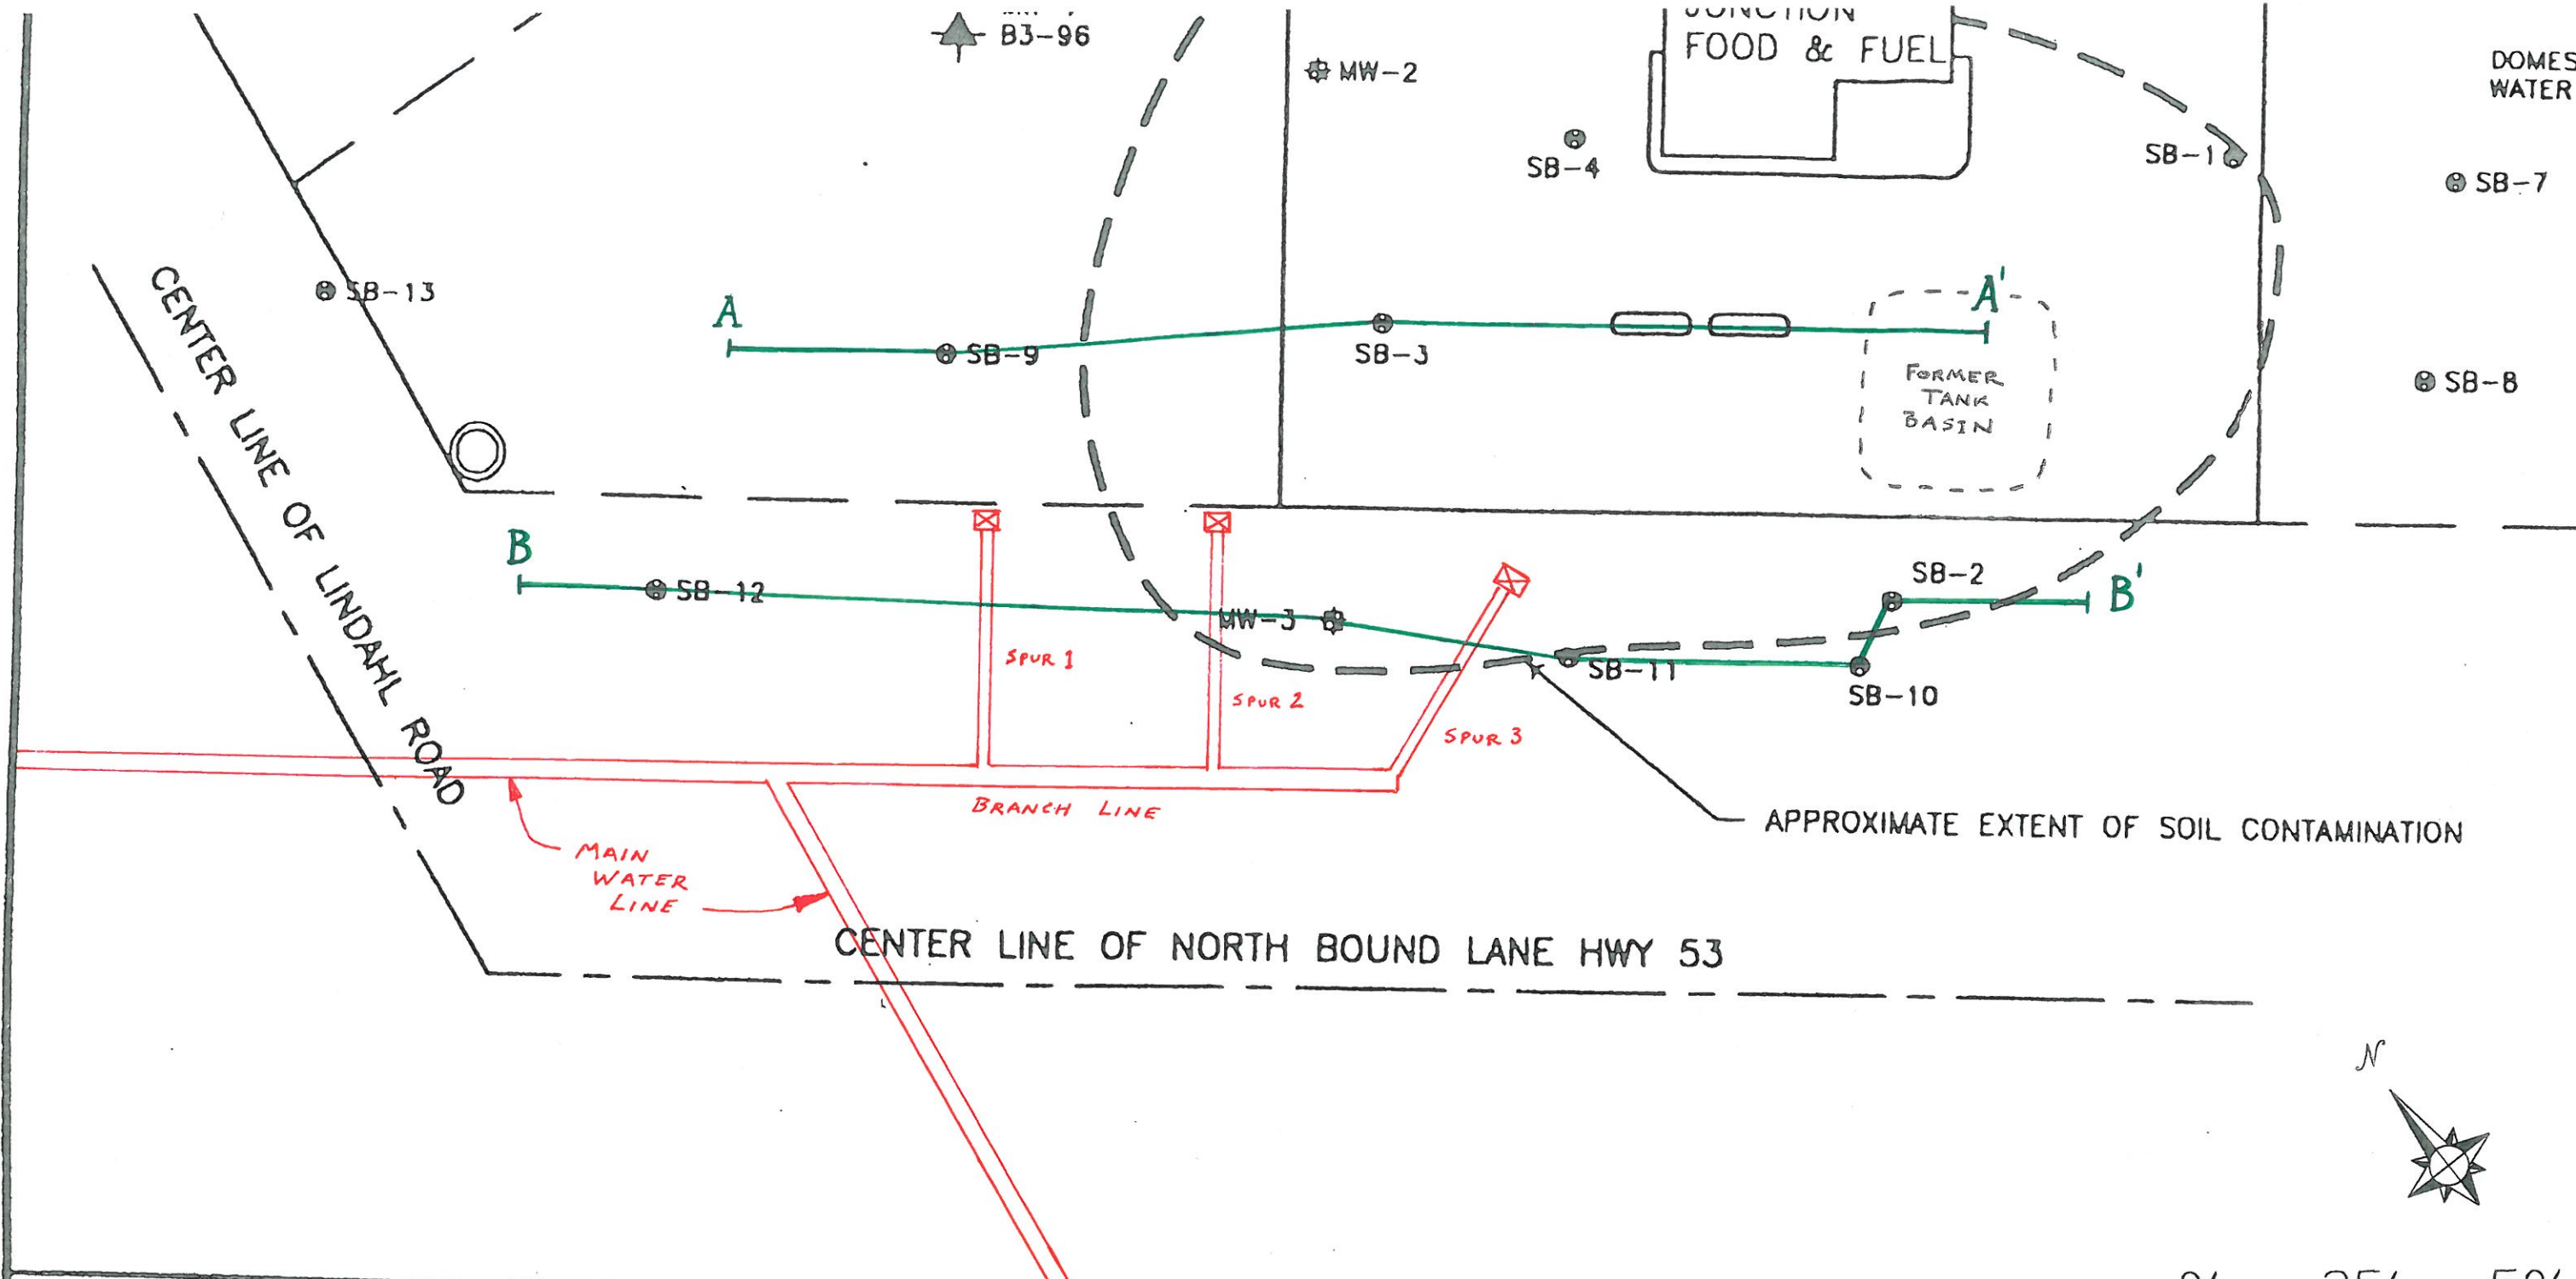 B3-96
MW-2
JUNCTION
FOOD & FUEL
DOMES
WATER
SB-4
SB-1
SB-7
SB-13
CENTER LINE OF LINDAHL ROAD
A
SB-9
SB-3
A'
FORMER
TANK
BASIN
SB-8
B
SB-12
MW-3
SB-2
B'
SB-11
SB-10
SPUR 1
SPUR 2
SPUR 3
BRANCH LINE
MAIN
WATER
LINE
APPROXIMATE EXTENT OF SOIL CONTAMINATION
CENTER LINE OF NORTH BOUND LANE HWY 53
N